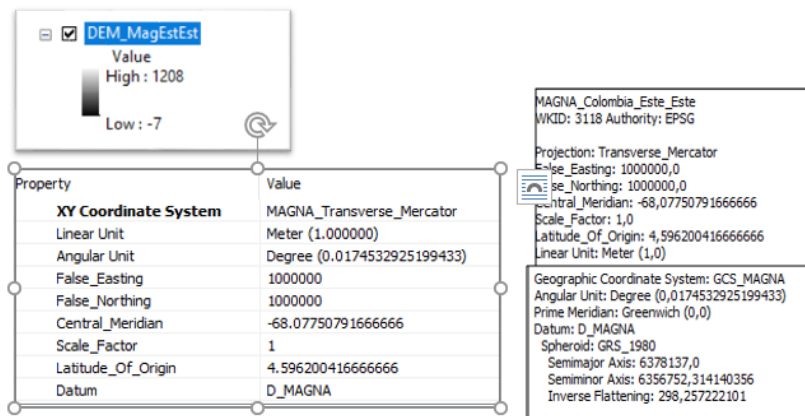 DEM_MagEstEst
Value
High : 1208
Low : -7
Property Value
XY Coordinate System MAGNA_Transverse_Mercator
Linear Unit Meter (1.000000)
Angular Unit Degree (0.0174532925199433)
False_Easting 1000000
False_Northing 1000000
Central_Meridian -68.07750791666666
Scale_Factor 1
Latitude_Of_Origin 4.596200416666666
Datum D_MAGNA
MAGNA_Colombia_Este_Este
WKID: 3118 Authority: EPSG
Projection: Transverse_Mercator
False_Easting: 1000000,0
False_Northing: 1000000,0
Central_Meridian: -68,07750791666666
Scale_Factor: 1,0
Latitude_Of_Origin: 4,596200416666666
Linear Unit: Meter (1,0)
Geographic Coordinate System: GCS_MAGNA
Angular Unit: Degree (0,0174532925199433)
Prime Meridian: Greenwich (0,0)
Datum: D_MAGNA
Spheroid: GRS_1980
Semimajor Axis: 6378137,0
Semiminor Axis: 6356752,314140356
Inverse Flattening: 298,257222101